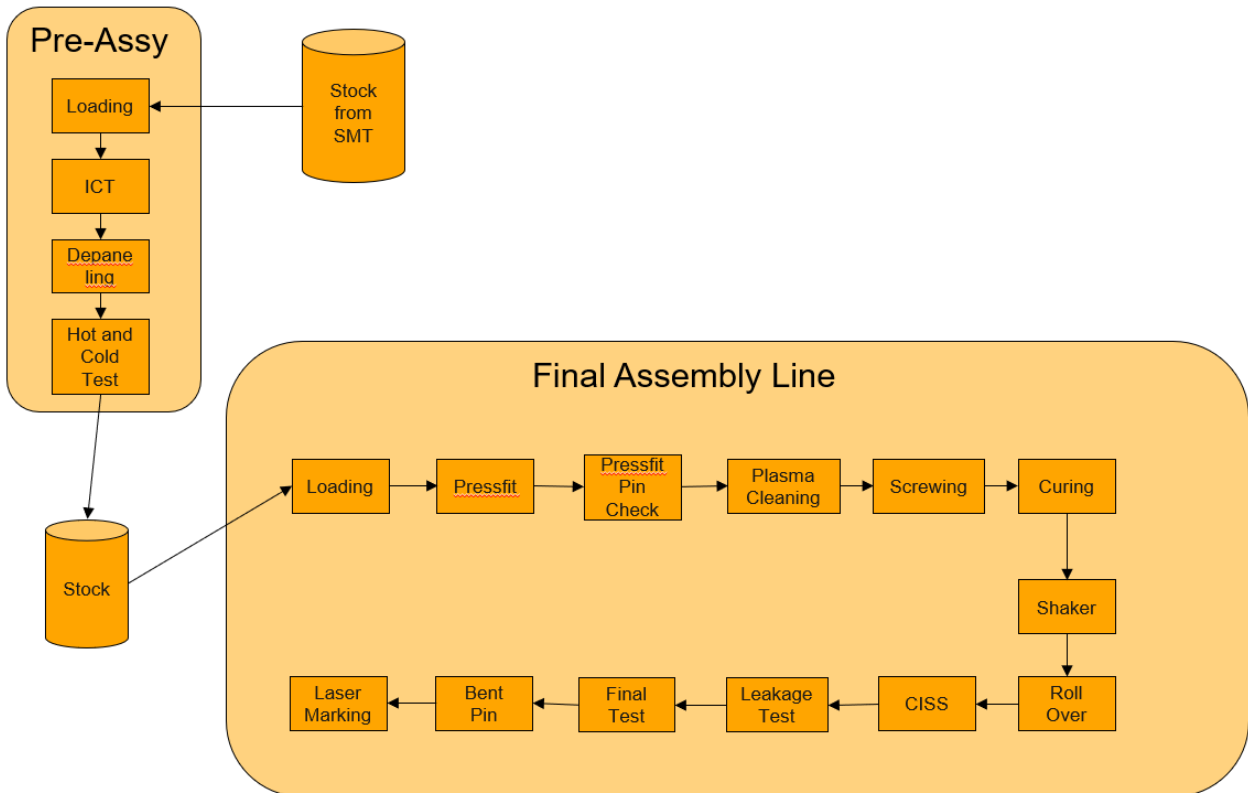 Pre-Assy
Loading
ICT
Depane
ling
Hot and
Cold
Test
Stock
from
SMT
Stock
Final Assembly Line
Loading
Pressfit
Pressfit
Pin
Check
Plasma
Cleaning
Screwing
Curing
Shaker
Roll
Over
CISS
Leakage
Test
Final
Test
Bent
Pin
Laser
Marking